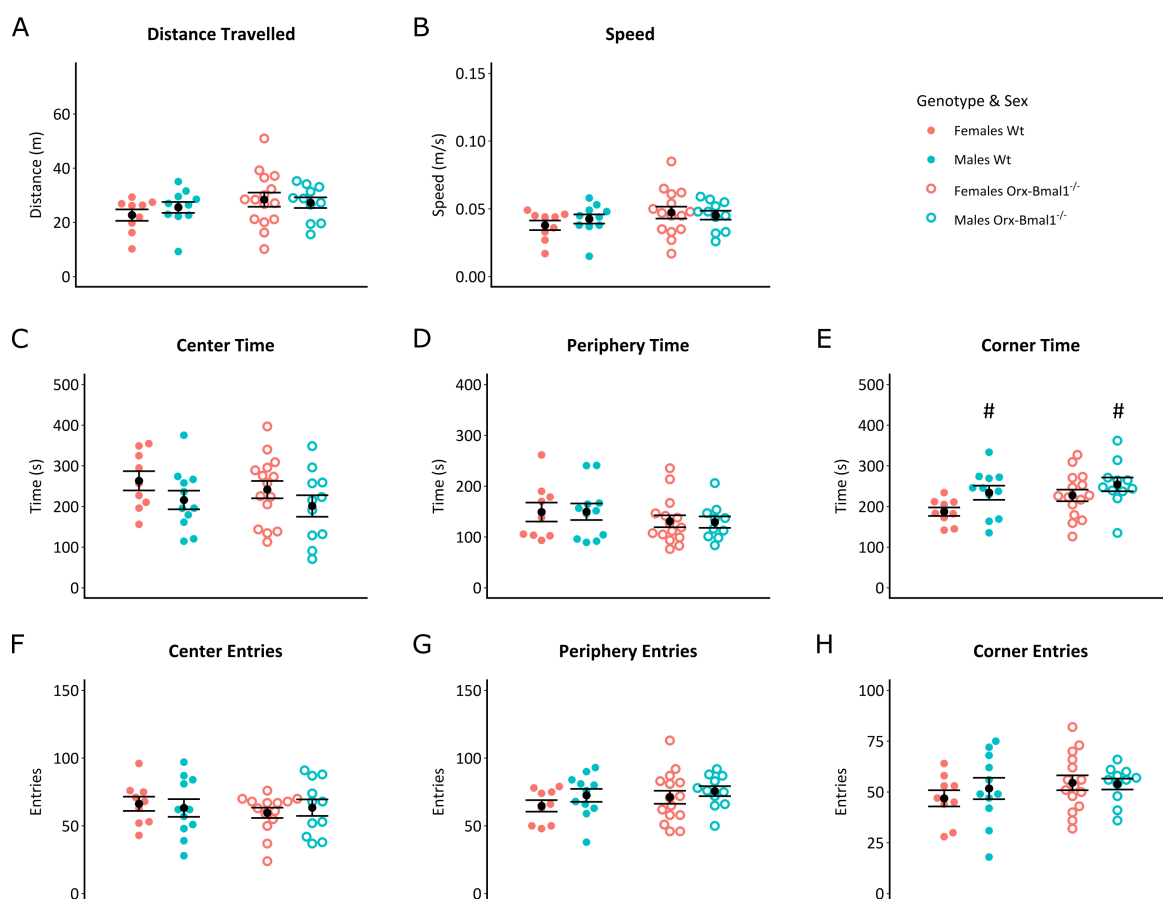 A
Distance Travelled
Distance (m)
60
40
20
0
B
Speed
Speed (m/s)
0.15
0.10
0.05
0.00
Genotype & Sex
Females Wt
Males Wt
Females Orx-Bmal1-/-
Males Orx-Bmal1-/-
C
Center Time
Time (s)
500
400
300
200
100
0
D
Periphery Time
Time (s)
400
300
200
100
0
E
Corner Time
Time (s)
500
400
300
200
100
0
#
#
F
Center Entries
Entries
150
100
50
0
G
Periphery Entries
Entries
150
100
50
0
H
Corner Entries
Entries
100
75
50
25
0